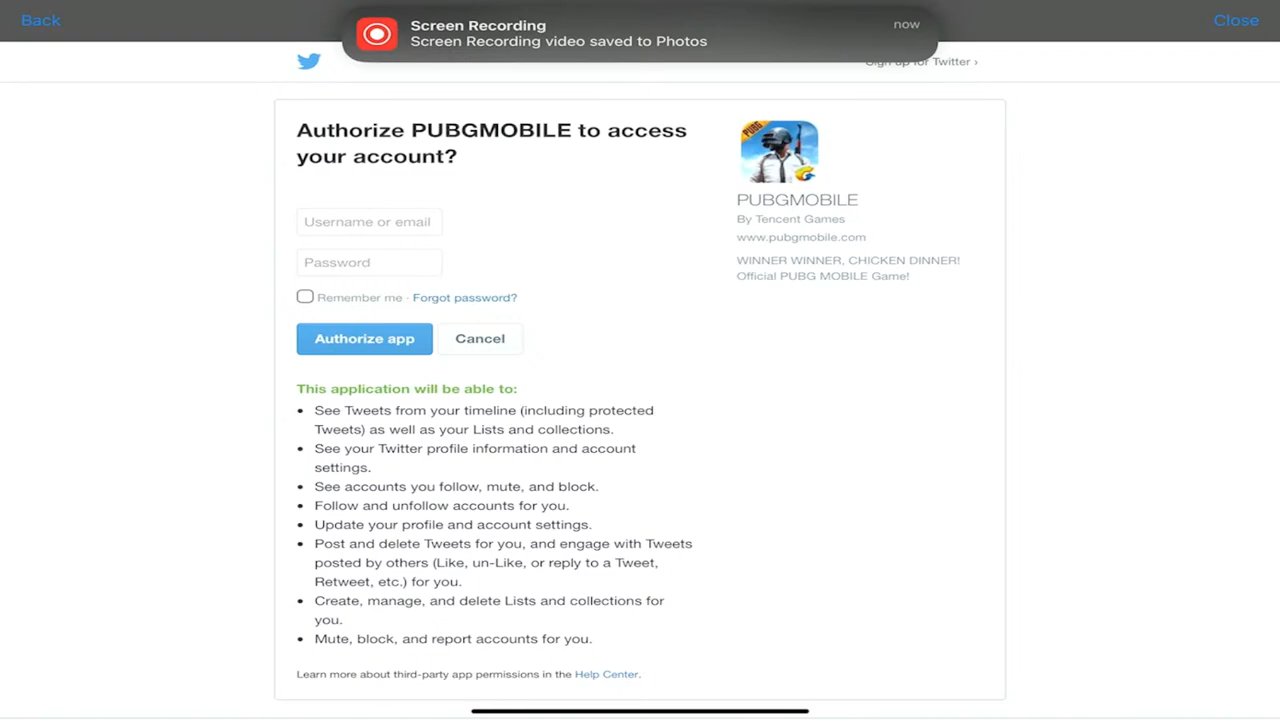 Back
Screen Recording
now
Screen Recording video saved to Photos
Close
Sign up for Twitter ›
Authorize PUBGMOBILE to access
your account?
Username or email
Password
Remember me · Forgot password?
Authorize app
Cancel
This application will be able to:
• See Tweets from your timeline (including protected
Tweets) as well as your Lists and collections.
• See your Twitter profile information and account
settings.
• See accounts you follow, mute, and block.
• Follow and unfollow accounts for you.
• Update your profile and account settings.
• Post and delete Tweets for you, and engage with Tweets
posted by others (Like, un-Like, or reply to a Tweet,
Retweet, etc.) for you.
• Create, manage, and delete Lists and collections for
you.
• Mute, block, and report accounts for you.
Learn more about third-party app permissions in the Help Center.
PUBG
PUBGMOBILE
By Tencent Games
www.pubgmobile.com
WINNER WINNER, CHICKEN DINNER!
Official PUBG MOBILE Game!